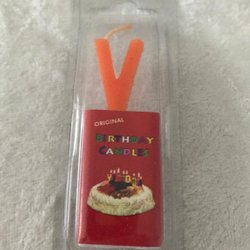 V
ORIGINAL
BIRTHDAY
CANDLES